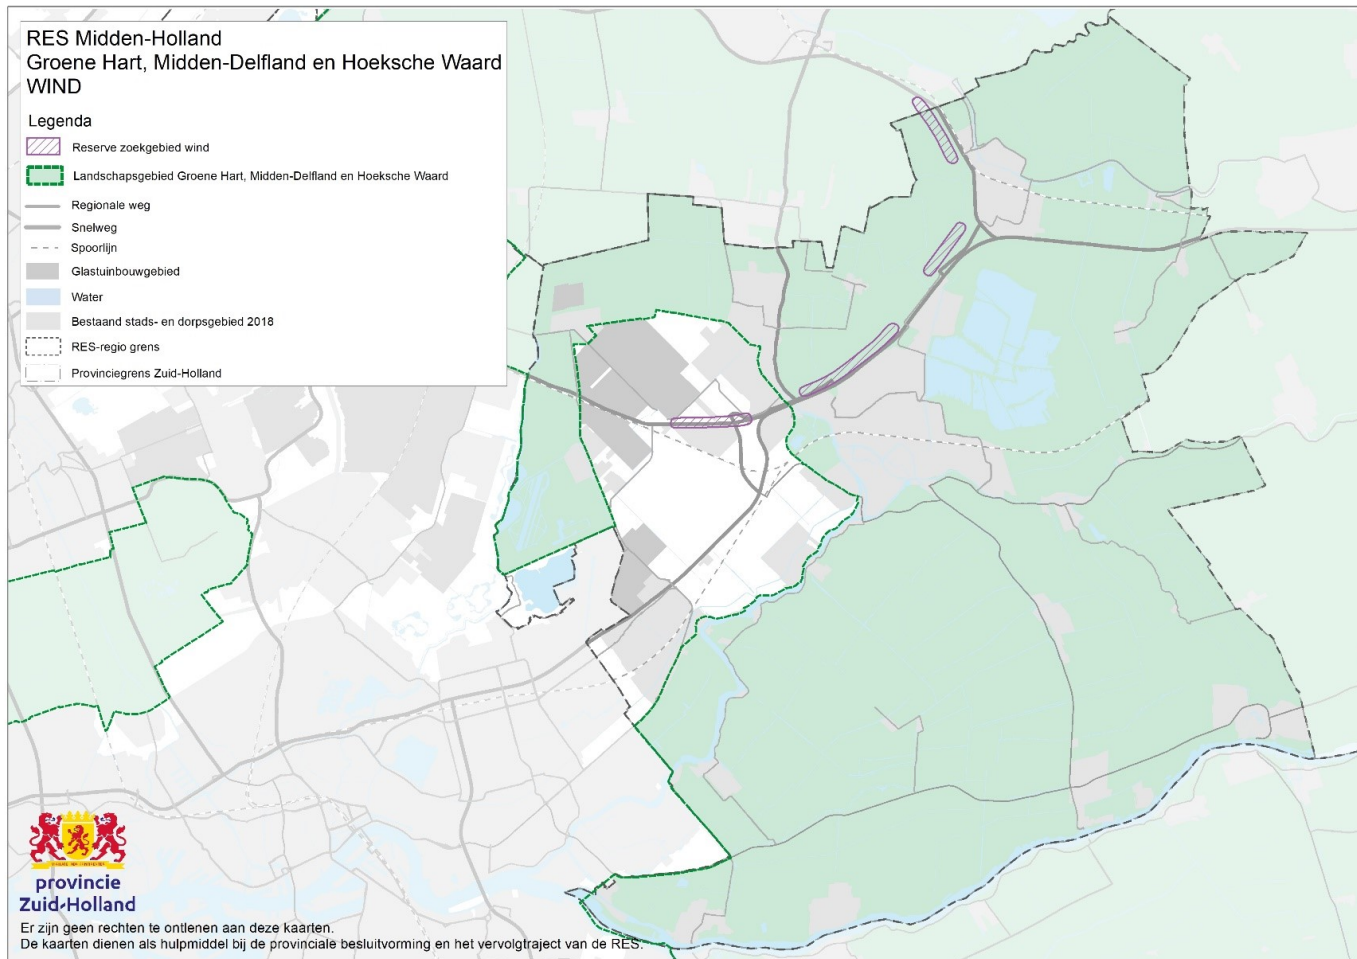 RES Midden-Holland
Groene Hart, Midden-Delfland en Hoeksche Waard
WIND
Legenda
Reserve zoekgebied wind
Landschapsgebied Groene Hart, Midden-Delfland en Hoeksche Waard
Regionale weg
Snelweg
Spoorlijn
Glastuinbouwgebied
Water
Bestaand stads- en dorpsgebied 2018
RES-regio grens
Provinciegrens Zuid-Holland
provincie
Zuid-Holland
Er zijn geen rechten te ontlenen aan deze kaarten.
De kaarten dienen als hulpmiddel bij de provinciale besluitvorming en het vervolgtraject van de RES.